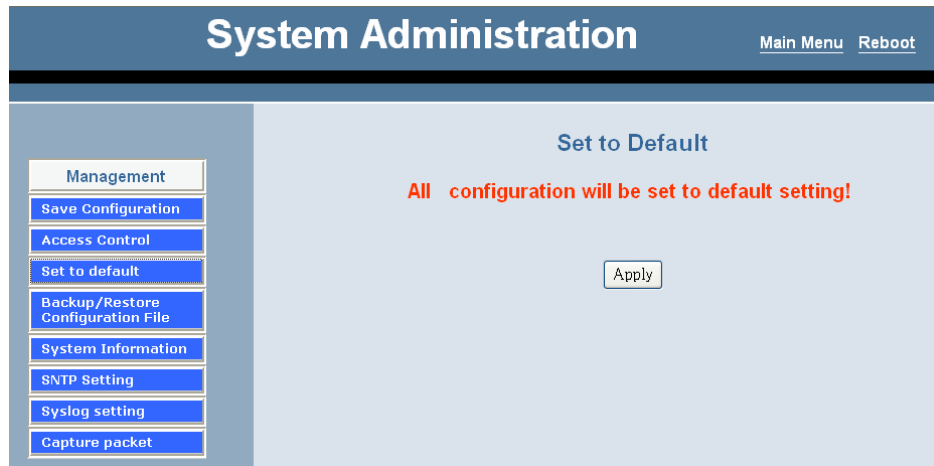 System Administration
Main Menu Reboot
Management
Save Configuration
Access Control
Set to default
Backup/Restore
Configuration File
System Information
SNTP Setting
Syslog setting
Capture packet
Set to Default
All configuration will be set to default setting!
Apply